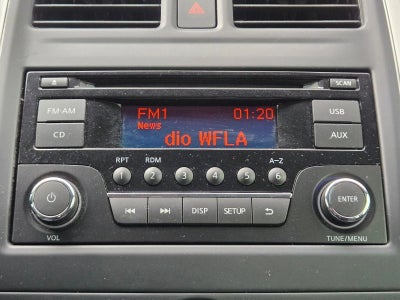 SCAN
FM·AM
FM1 01:20
USB
News
CD
dio WFLA
AUX
RPT RDM A-Z
1 2 3 4 5 6
DISP SETUP
ENTER
VOL
TUNE/MENU